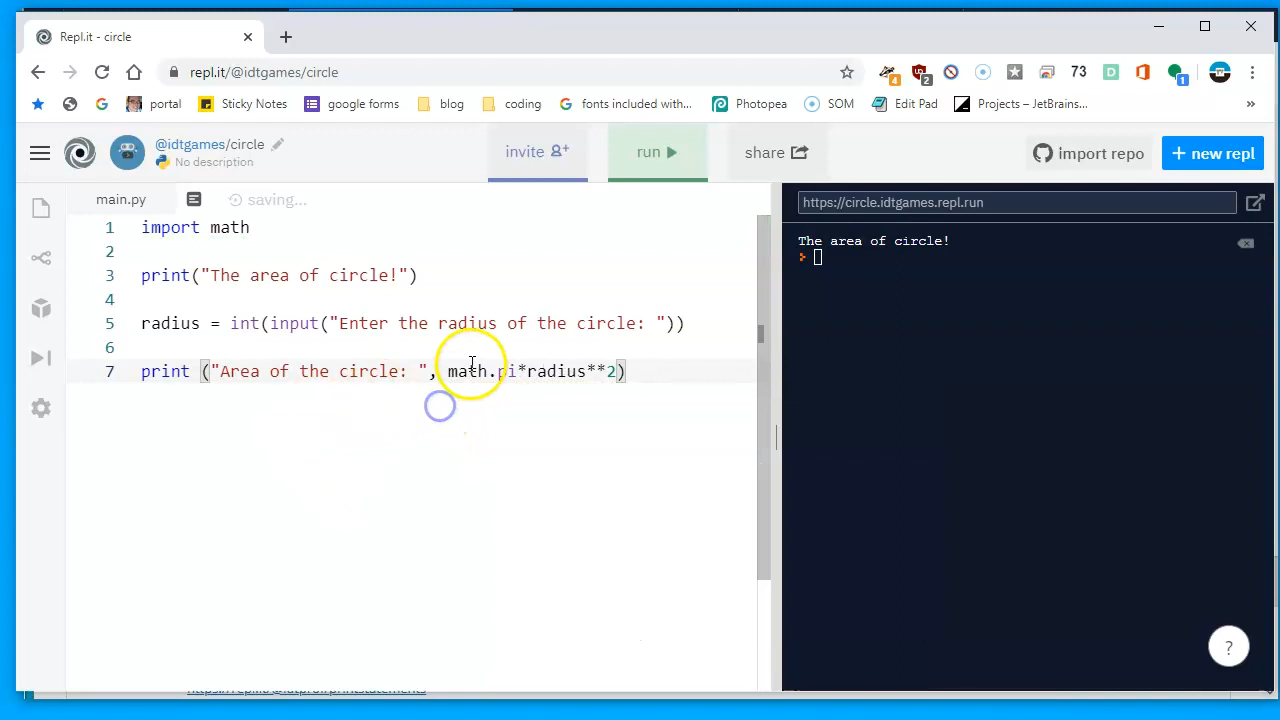 Repl.it - circle
repl.it/@idtgames/circle
4
2
73
1
portal
Sticky Notes
google forms
blog
coding
fonts included with...
Photopea
SOM
Edit Pad
Projects – JetBrains...
»
@idtgames/circle
No description
invite
run
share
import repo
+ new repl
main.py
saving...
https://circle.idtgames.repl.run
1 import math
2
3 print("The area of circle!")
4
5 radius = int(input("Enter the radius of the circle: "))
6
7 print ("Area of the circle: ", math.pi*radius**2)
The area of circle!
?